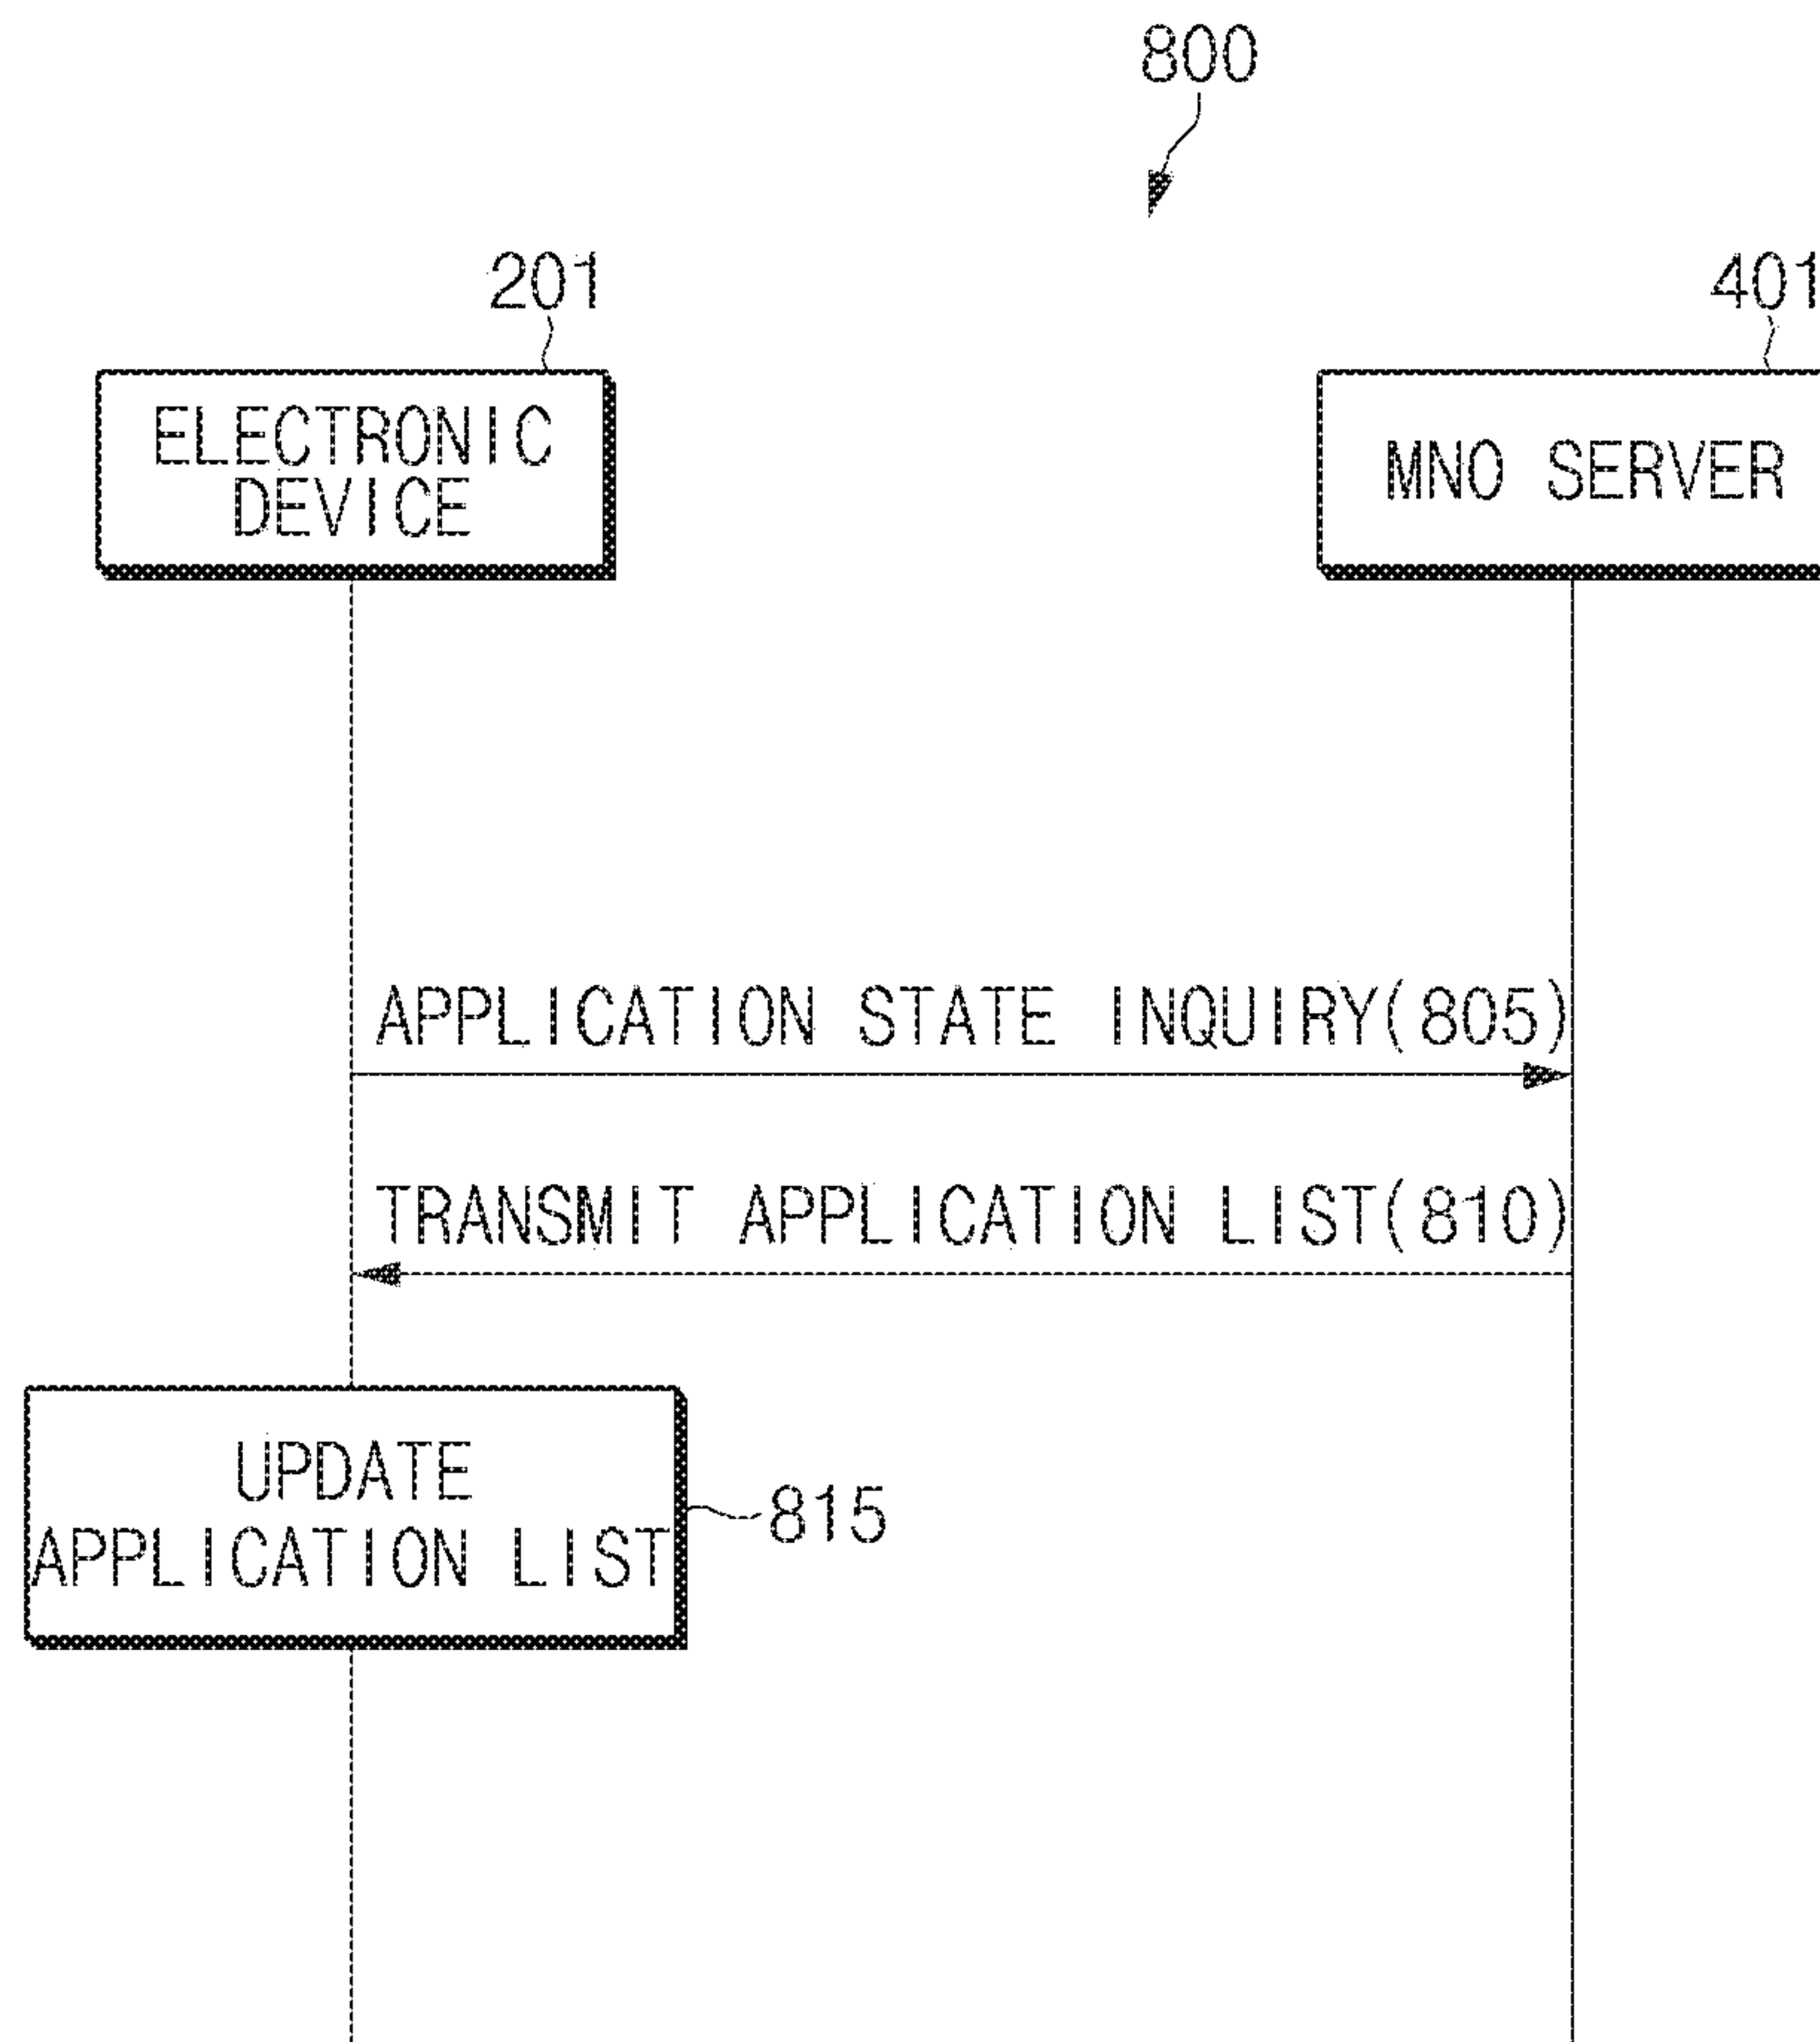 800
201
401
ELECTRONIC
DEVICE
MNO SERVER
APPLICATION STATE INQUIRY(805)
TRANSMIT APPLICATION LIST(810)
UPDATE
APPLICATION LIST
815